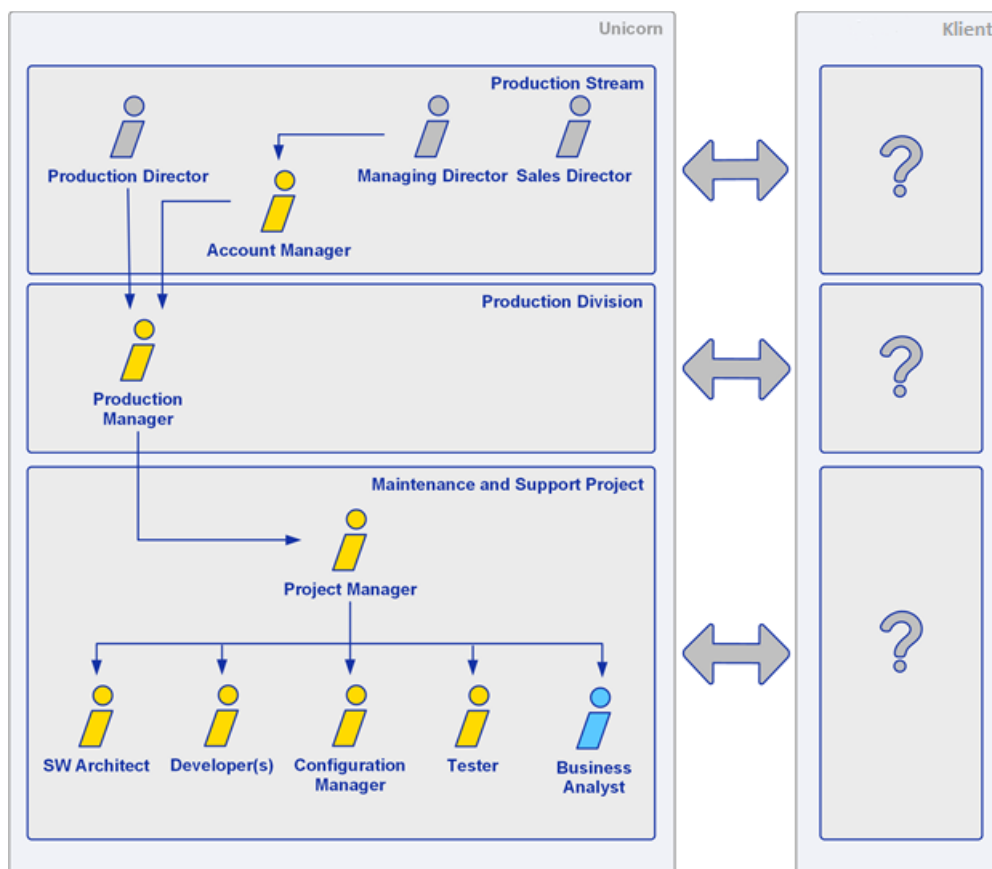 Unicorn
Klient
Production Stream
Production Director
Managing Director
Sales Director
Account Manager
Production Division
Production
Manager
Maintenance and Support Project
Project Manager
SW Architect
Developer(s)
Configuration
Manager
Tester
Business
Analyst
?
?
?